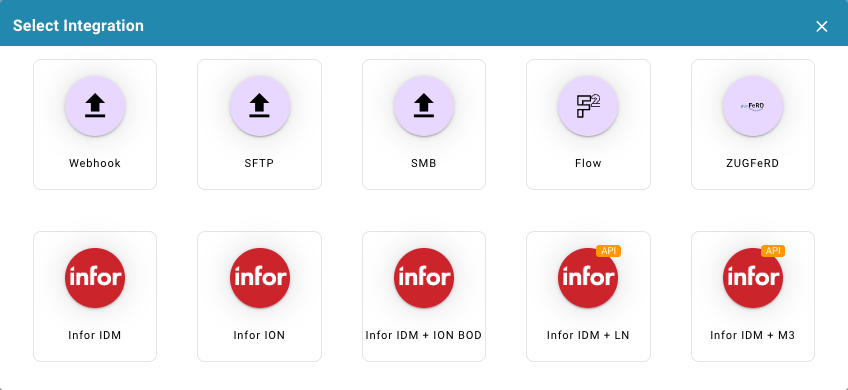 Select Integration
Webhook
SFTP
SMB
Flow
ZUGFeRD
infor
infor
infor
API
infor
API
infor
Infor IDM
Infor ION
Infor IDM + ION BOD
Infor IDM + LN
Infor IDM + M3